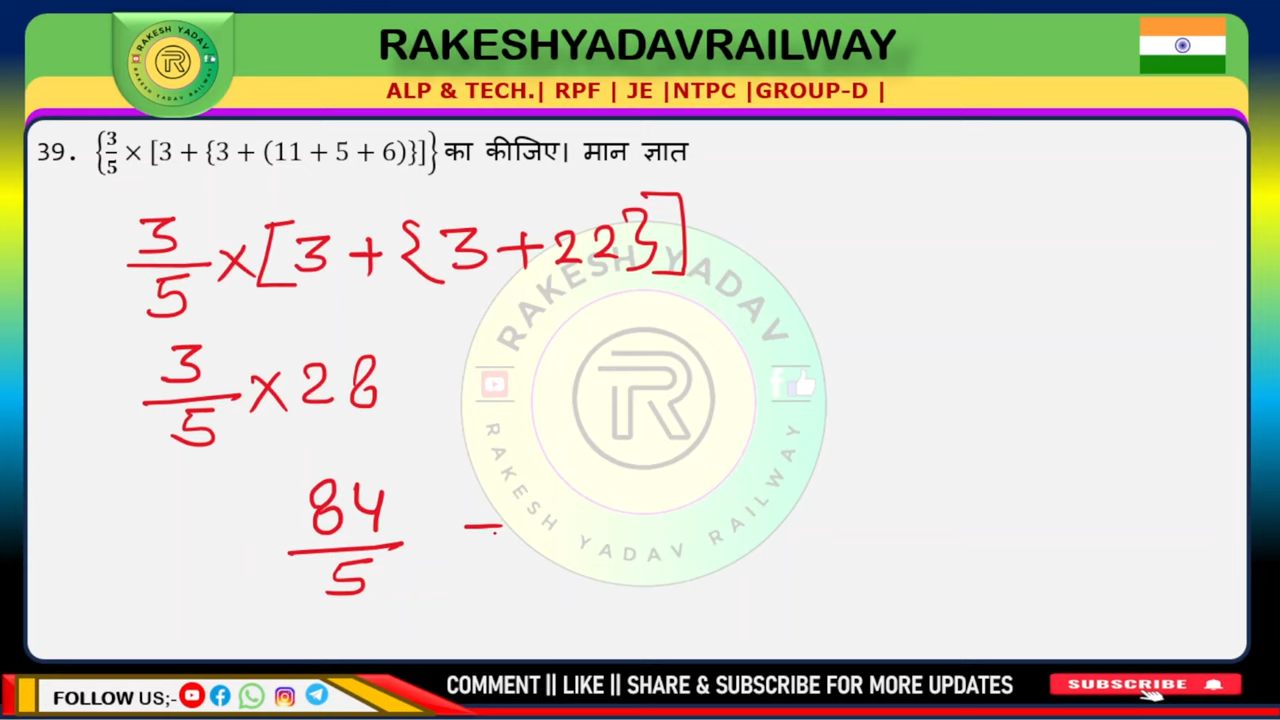 RAKESHYADAVRAILWAY
ALP & TECH.| RPF | JE |NTPC |GROUP-D |
RAKESH YADAV
RAKESH YADAV RAILWAY
39. {3/5 × [3 + {3 + (11 + 5 + 6)}]} का कीजिए। मान ज्ञात
3/5 × [3 + {3 + 22}]
3/5 × 28
84/5 =
RAKESH YADAV
RAKESH YADAV RAILWAY
FOLLOW US;-
COMMENT || LIKE || SHARE & SUBSCRIBE FOR MORE UPDATES
SUBSCRIBE